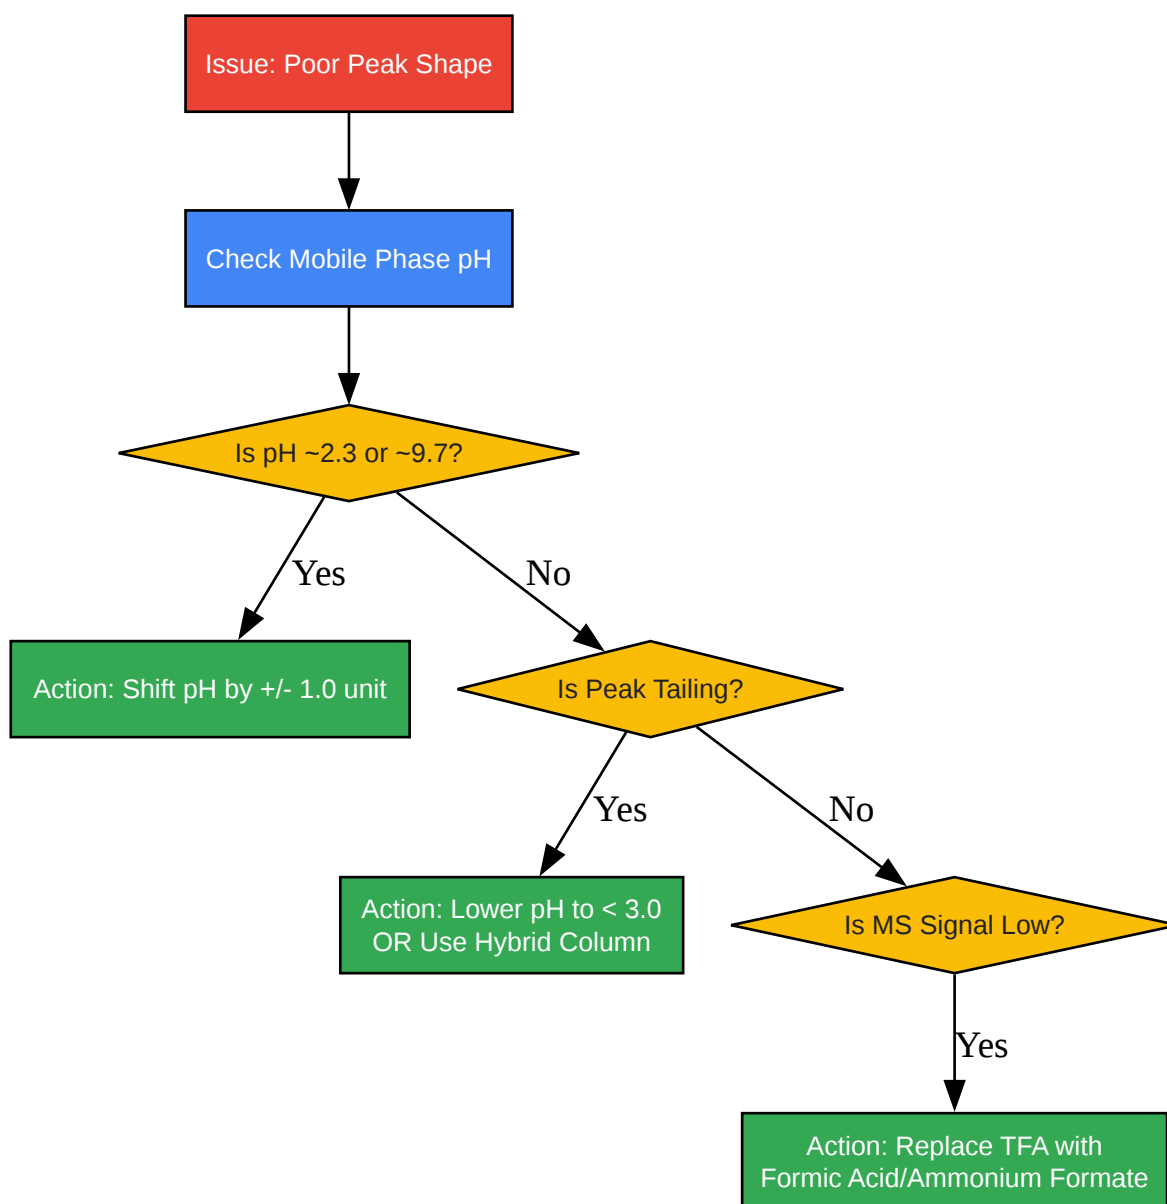 Issue: Poor Peak Shape
Check Mobile Phase pH
Is pH ~2.3 or ~9.7?
Yes
No
Action: Shift pH by +/- 1.0 unit
Is Peak Tailing?
Yes
No
Action: Lower pH to < 3.0
OR Use Hybrid Column
Is MS Signal Low?
Yes
Action: Replace TFA with
Formic Acid/Ammonium Formate